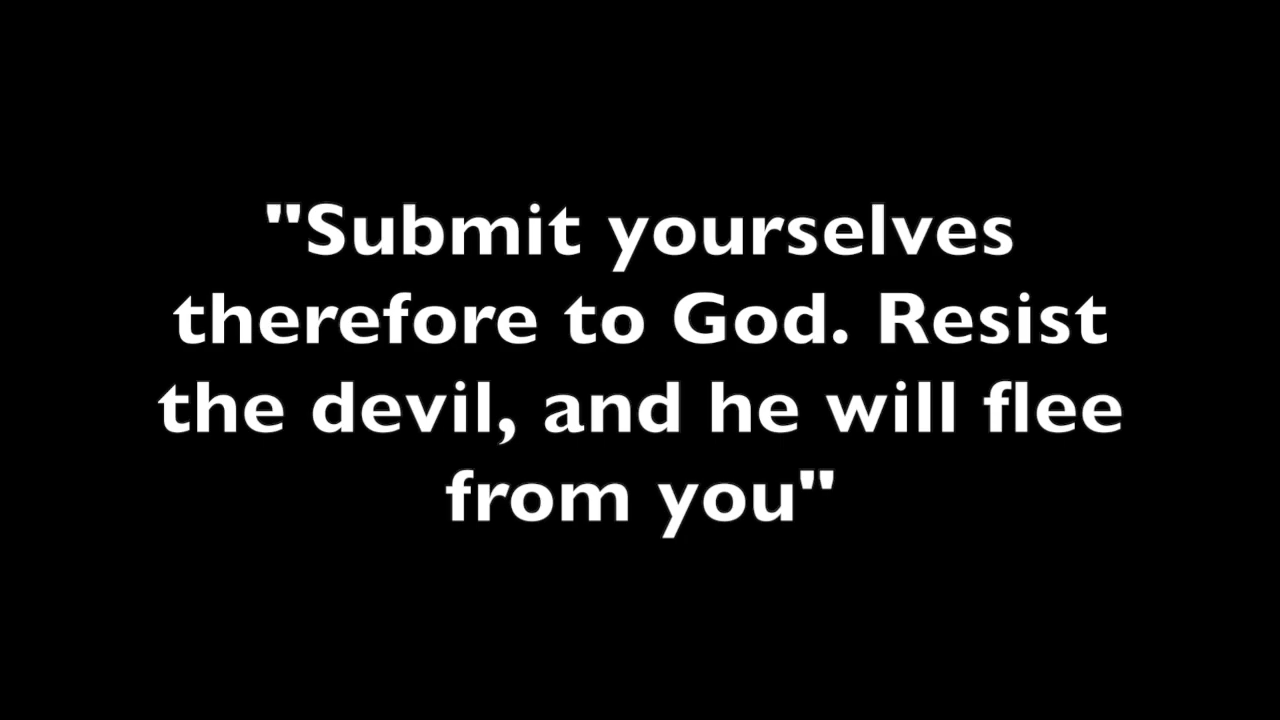 "Submit yourselves
therefore to God. Resist
the devil, and he will flee
from you"